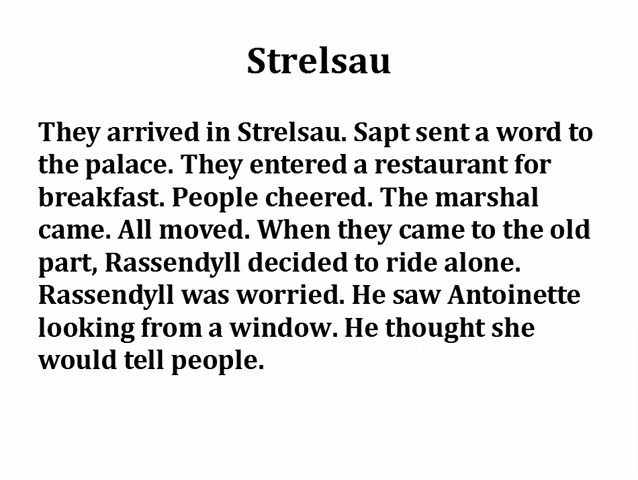 Strelsau
They arrived in Strelsau. Sapt sent a word to
the palace. They entered a restaurant for
breakfast. People cheered. The marshal
came. All moved. When they came to the old
part, Rassendyll decided to ride alone.
Rassendyll was worried. He saw Antoinette
looking from a window. He thought she
would tell people.